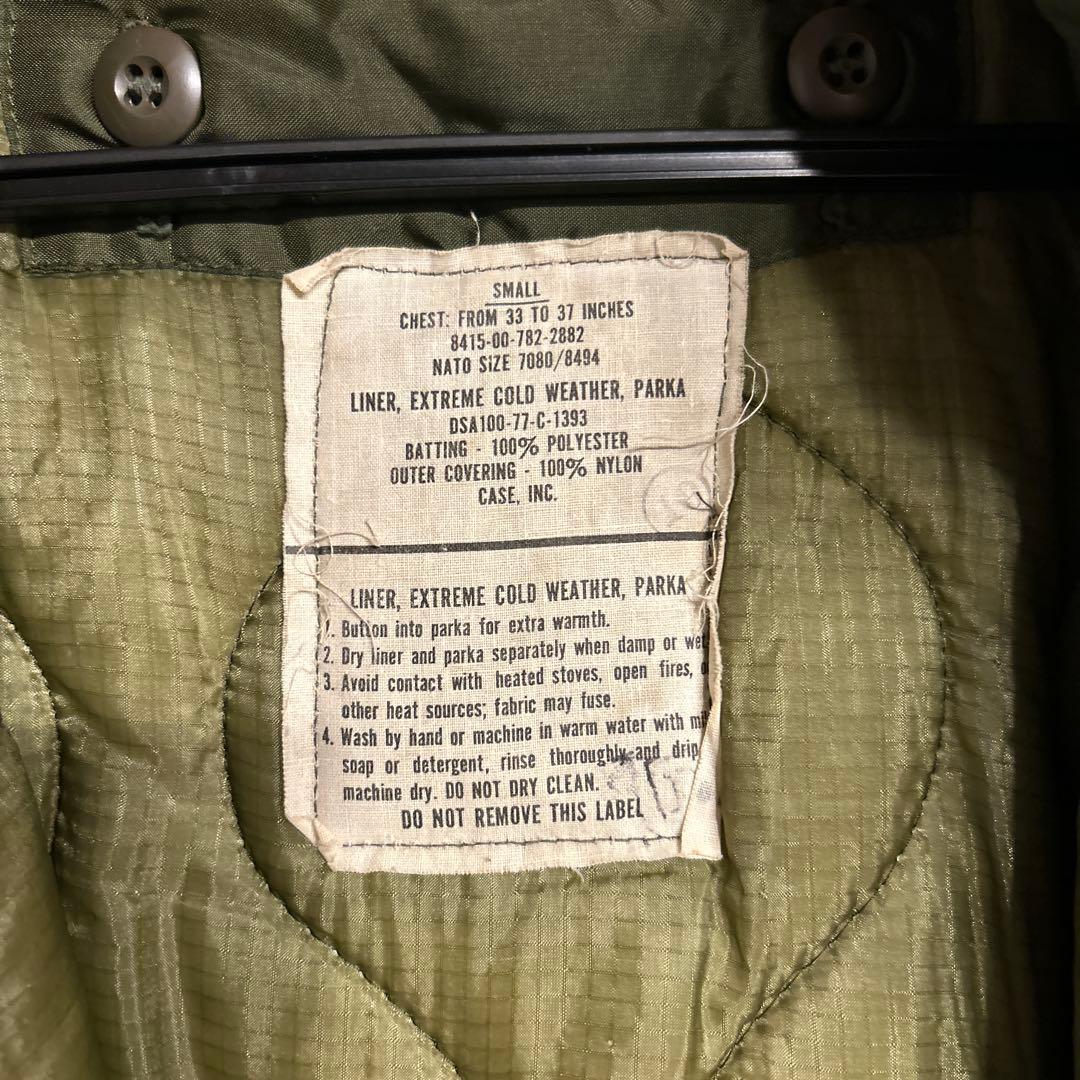 SMALL
CHEST: FROM 33 TO 37 INCHES
8415-00-782-2882
NATO SIZE 7080/8494
LINER, EXTREME COLD WEATHER, PARKA
DSA100-77-C-1393
BATTING - 100% POLYESTER
OUTER COVERING - 100% NYLON
CASE, INC.
LINER, EXTREME COLD WEATHER, PARKA
1. Button into parka for extra warmth.
2. Dry liner and parka separately when damp or wet
3. Avoid contact with heated stoves, open fires,
other heat sources; fabric may fuse.
4. Wash by hand or machine in warm water with
soap or detergent, rinse thoroughly and drip
machine dry. DO NOT DRY CLEAN.
DO NOT REMOVE THIS LABEL